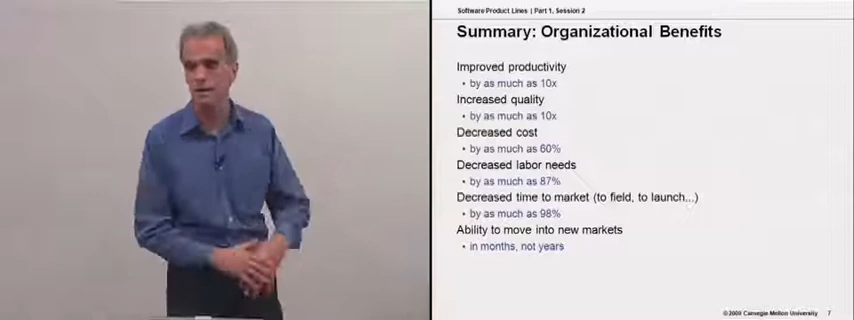 Software Product Lines | Part 1, Session 2
Summary: Organizational Benefits
Improved productivity
• by as much as 10x
Increased quality
• by as much as 10x
Decreased cost
• by as much as 60%
Decreased labor needs
• by as much as 87%
Decreased time to market (to field, to launch...)
• by as much as 98%
Ability to move into new markets
• in months, not years
© 2009 Carnegie Mellon University 7